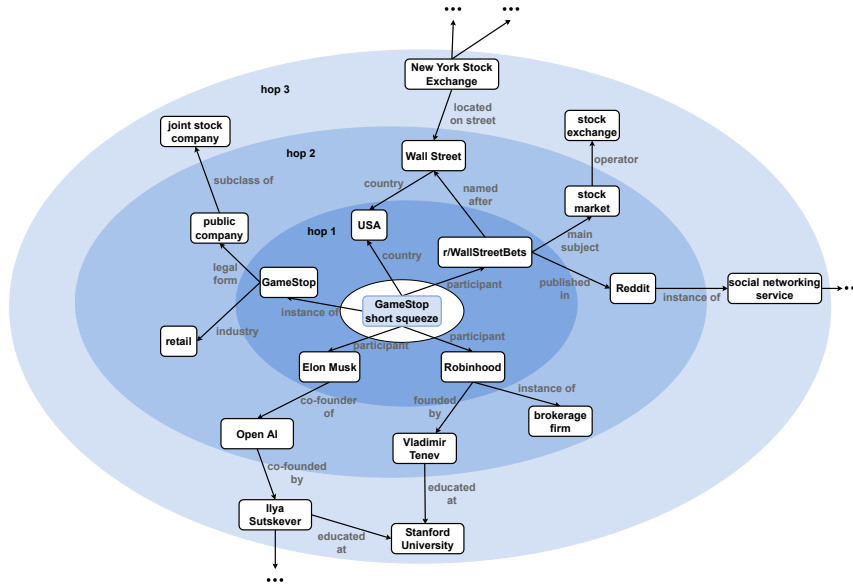 •••
•••
New York Stock
Exchange
hop 3
located
on street
joint stock
company
stock
exchange
hop 2
Wall Street
operator
subclass of
country
named
after
stock
market
public
company
hop 1
USA
r/WallStreetBets
main
subject
legal
form
country
GameStop
participant
published
in
Reddit
instance of
social networking
service
•••
instance of
GameStop
short squeeze
retail
industry
participant
participant
Elon Musk
Robinhood
co-founder
of
founded
by
instance of
brokerage
firm
Open AI
Vladimir
Tenev
co-founded
by
educated
at
Ilya
Sutskever
educated
at
Stanford
University
•••